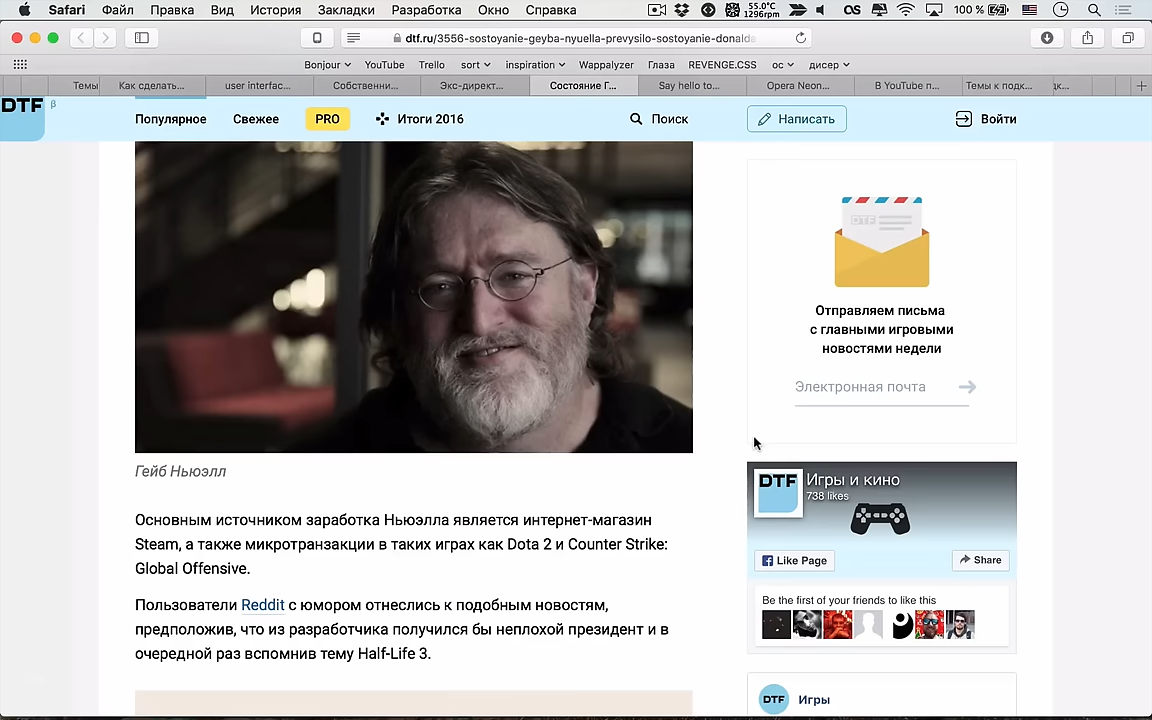 Safari Файл Правка Вид История Закладки Разработка Окно Справка 55.0°C 1296rpm 100 %
dtf.ru/3556-sostoyanie-geyba-nyuella-prevysilo-sostoyanie-donald
Bonjour YouTube Trello sort inspiration Wappalyzer Глаза REVENGE.CSS ос дисер
Темы Как сделать… user interfac… Собственни… Экс-директ… Состояние Г… Say hello to… Opera Neon… В YouTube п… Темы к подк… +
DTF β
Популярное Свежее PRO Итоги 2016 Поиск Написать Войти
DTF
Отправляем письма
с главными игровыми
новостями недели
Электронная почта
Гейб Ньюэлл
Основным источником заработка Ньюэлла является интернет-магазин
Steam, а также микротранзакции в таких играх как Dota 2 и Counter Strike:
Global Offensive.
Пользователи Reddit с юмором отнеслись к подобным новостям,
предположив, что из разработчика получился бы неплохой президент и в
очередной раз вспомнив тему Half-Life 3.
DTF Игры и кино
738 likes
Like Page Share
Be the first of your friends to like this
DTF Игры